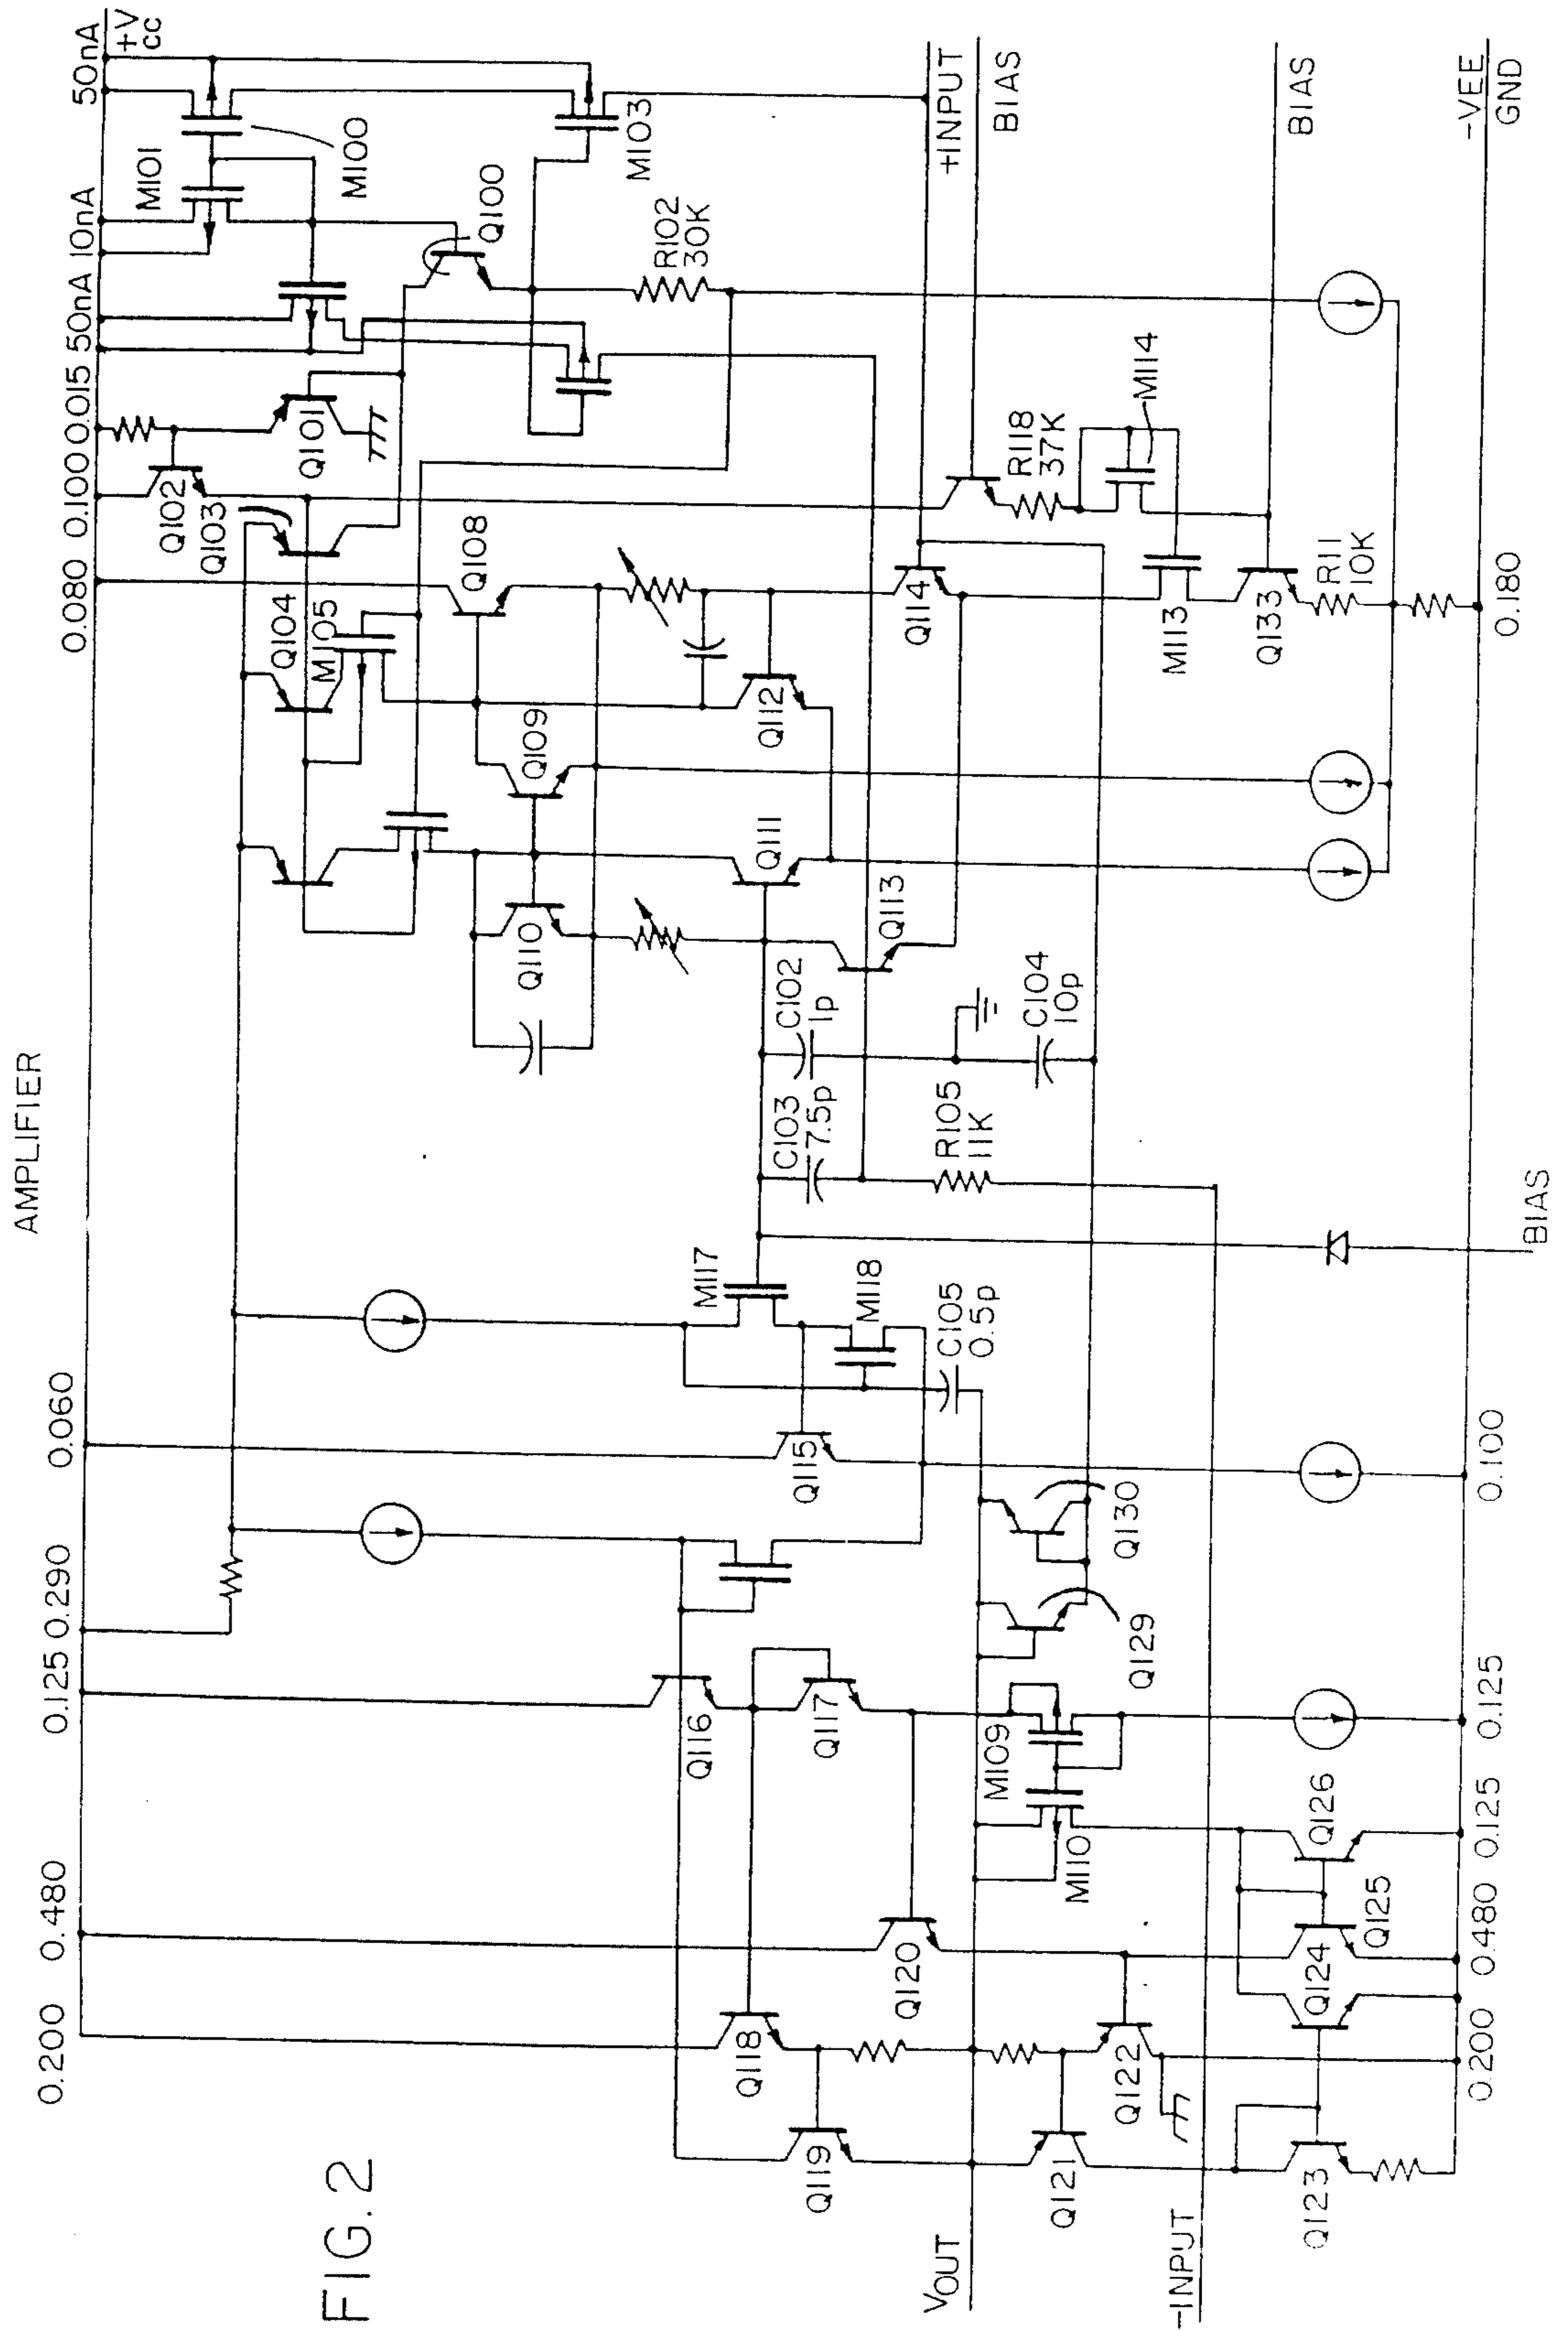 AMPLIFIER
FIG.2
0.200
0.480
0.125
0.290
0.060
0.080
0.100
0.015
50nA
10nA
50nA
+V
CC
M101
M100
Q100
M103
R102
30K
Q101
Q102
Q103
Q104
M105
Q108
Q109
Q110
Q111
Q112
Q113
Q114
+INPUT
BIAS
R118
37K
M114
M113
Q133
R11
10K
BIAS
-VEE
GND
0.180
C102
1p
C103
7.5p
C104
10p
R105
11K
M117
M118
C105
0.5p
Q115
Q130
Q129
Q116
Q117
M109
M110
Q118
Q119
Q120
Q121
Q122
Q123
Q124
Q125
Q126
VOUT
-INPUT
0.200
0.480
0.125
0.125
0.100
BIAS